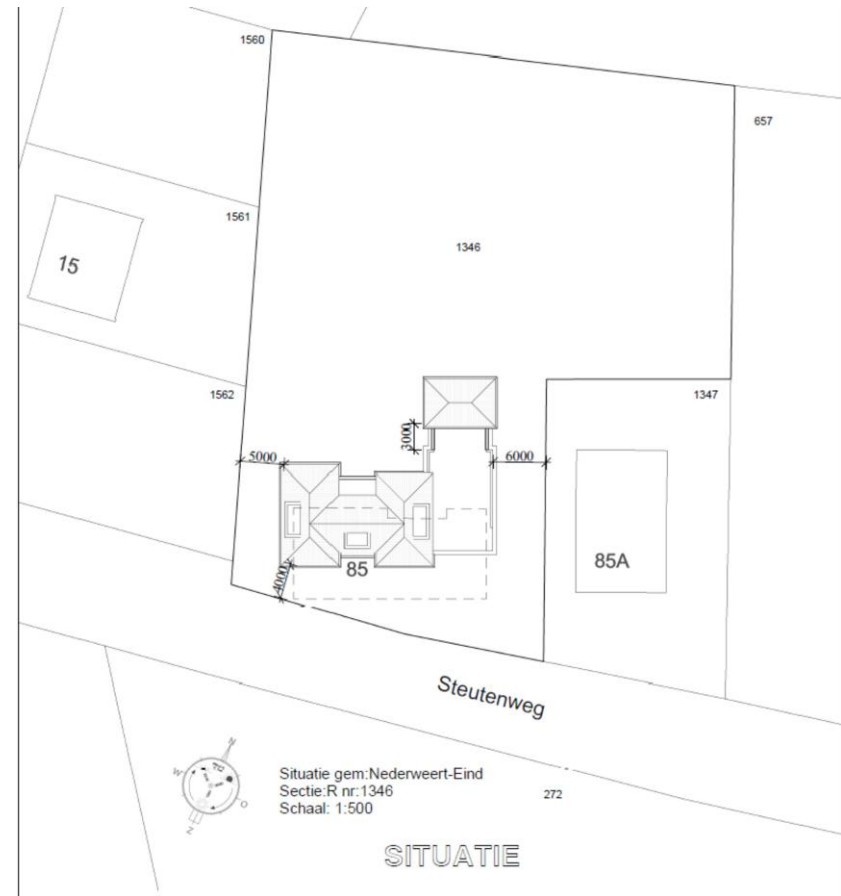 1560
657
1561
15
1346
1562
1347
3000
5000
6000
85
85A
4000
Steutenweg
N
W
O
Z
Situatie gem:Nederweert-Eind
Sectie:R nr:1346
Schaal: 1:500
272
SITUATIE